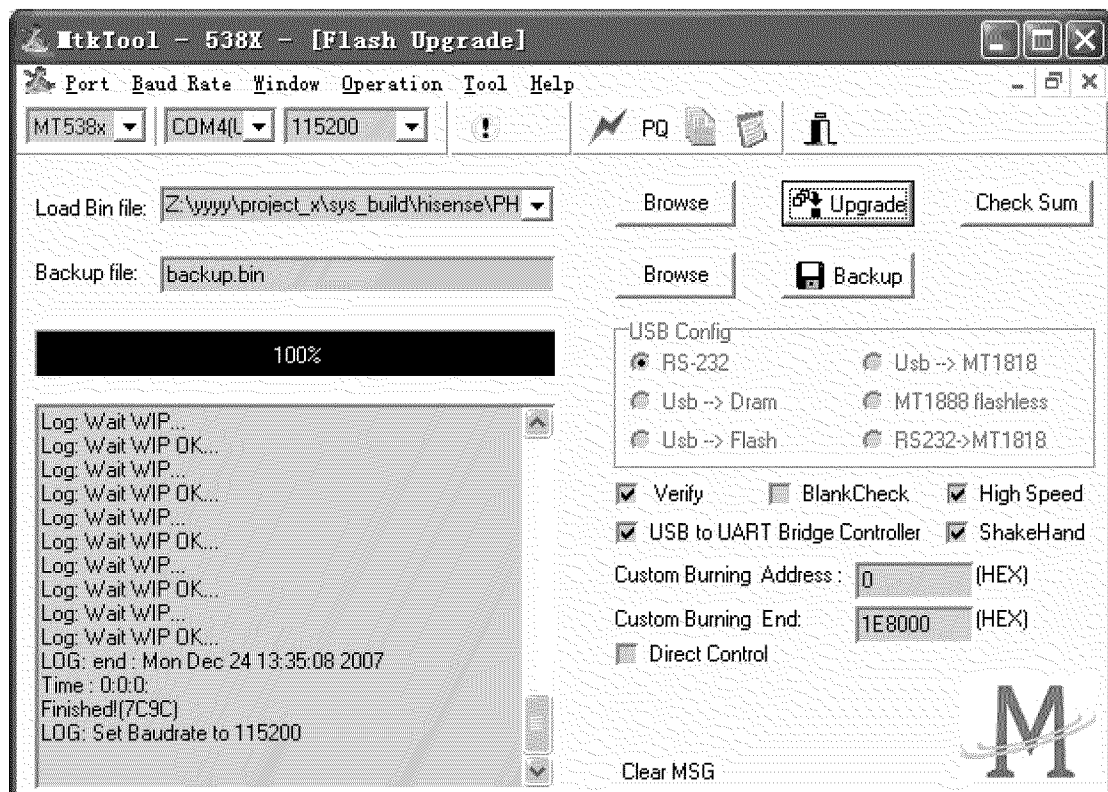 MtkTool - 538X - [Flash Upgrade]
Port Baud Rate Window Operation Tool Help
MT538x COM4(L 115200 PQ
Load Bin file: Z:\yyyy\project_x\sys_build\hisense\PH Browse Upgrade Check Sum
Backup file: backup.bin Browse Backup
100%
USB Config
RS-232 Usb --> MT1818
Usb --> Dram MT1888 flashless
Usb --> Flash RS232->MT1818
Verify BlankCheck High Speed
USB to UART Bridge Controller ShakeHand
Custom Burning Address : 0 (HEX)
Custom Burning End: 1E8000 (HEX)
Direct Control
Log: Wait WIP...
Log: Wait WIP OK...
Log: Wait WIP...
Log: Wait WIP OK...
Log: Wait WIP...
Log: Wait WIP OK...
Log: Wait WIP...
Log: Wait WIP OK...
Log: Wait WIP...
Log: Wait WIP OK...
LOG: end : Mon Dec 24 13:35:08 2007
Time : 0:0:0:
Finished!(7C9C)
LOG: Set Baudrate to 115200
Clear MSG
M